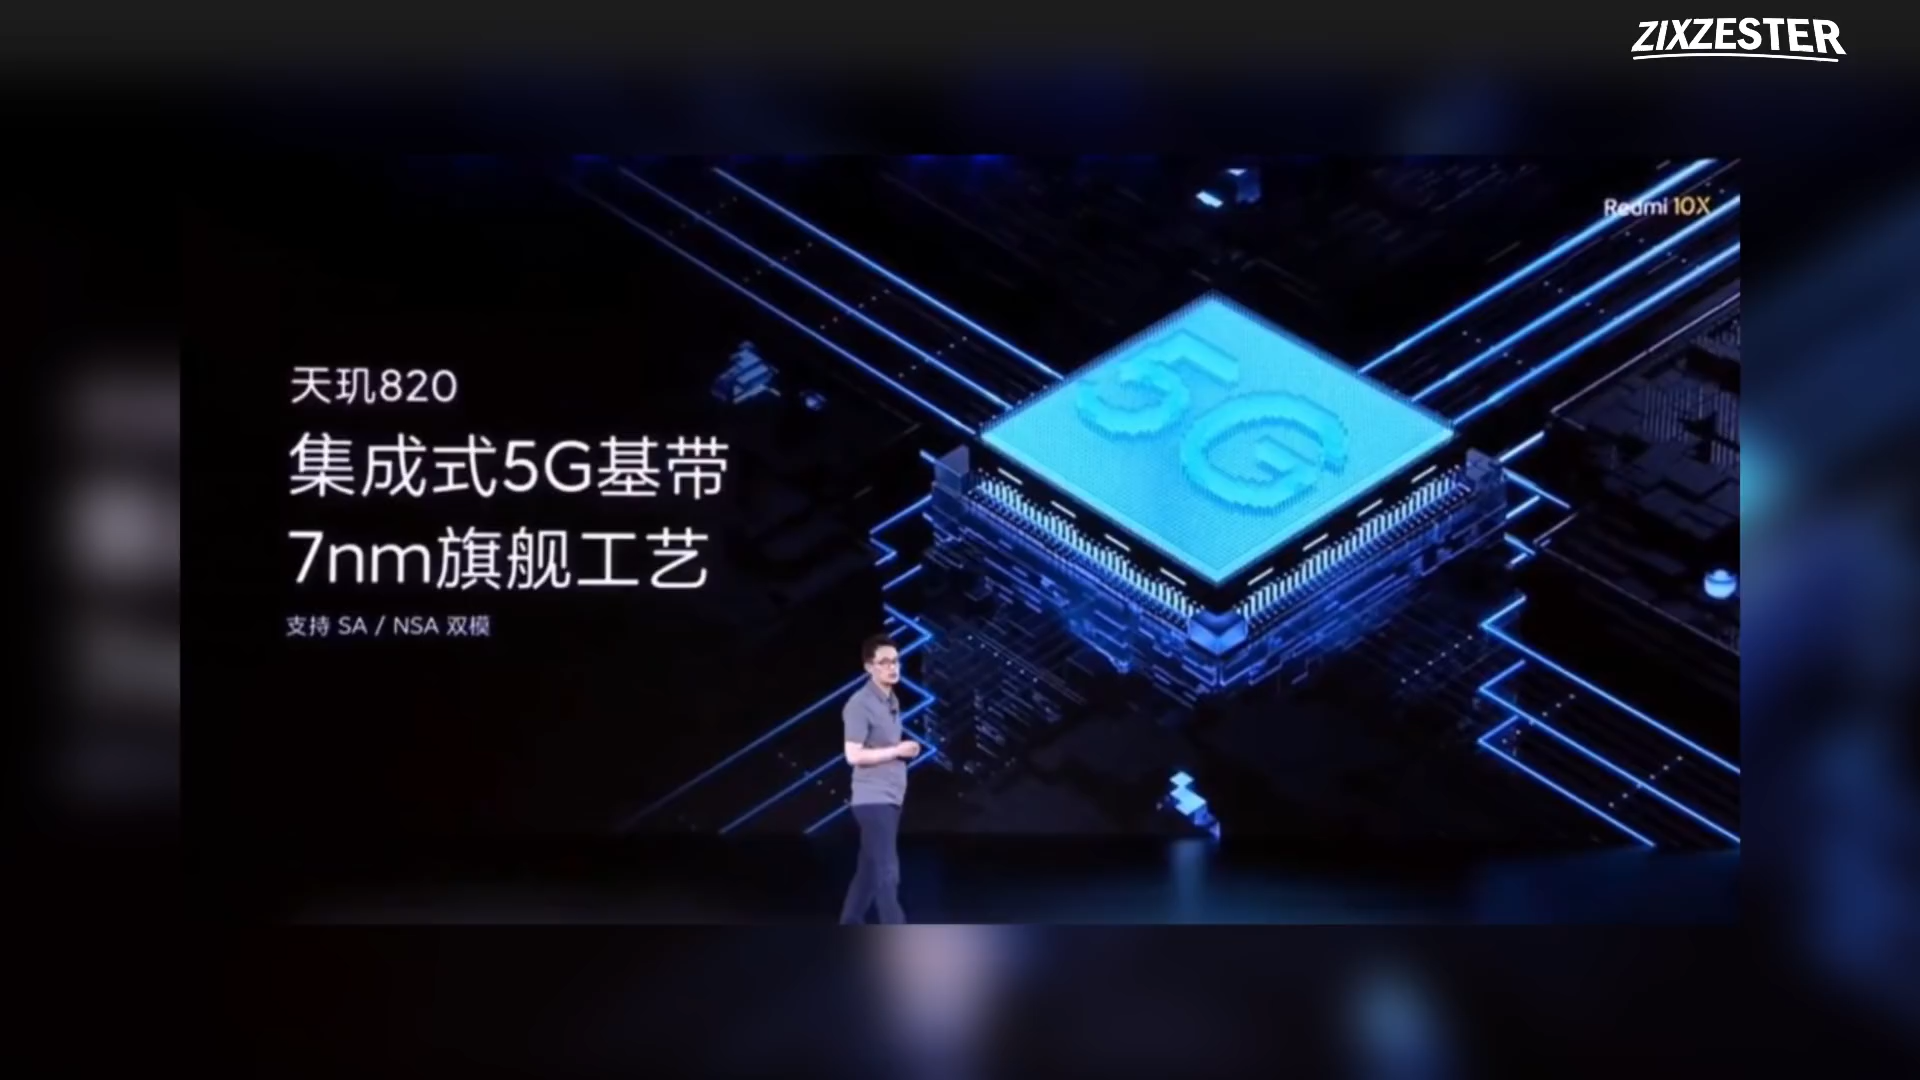 ZIXZESTER
Redmi 10X
天玑820
集成式5G基带
7nm旗舰工艺
支持 SA / NSA 双模
5G